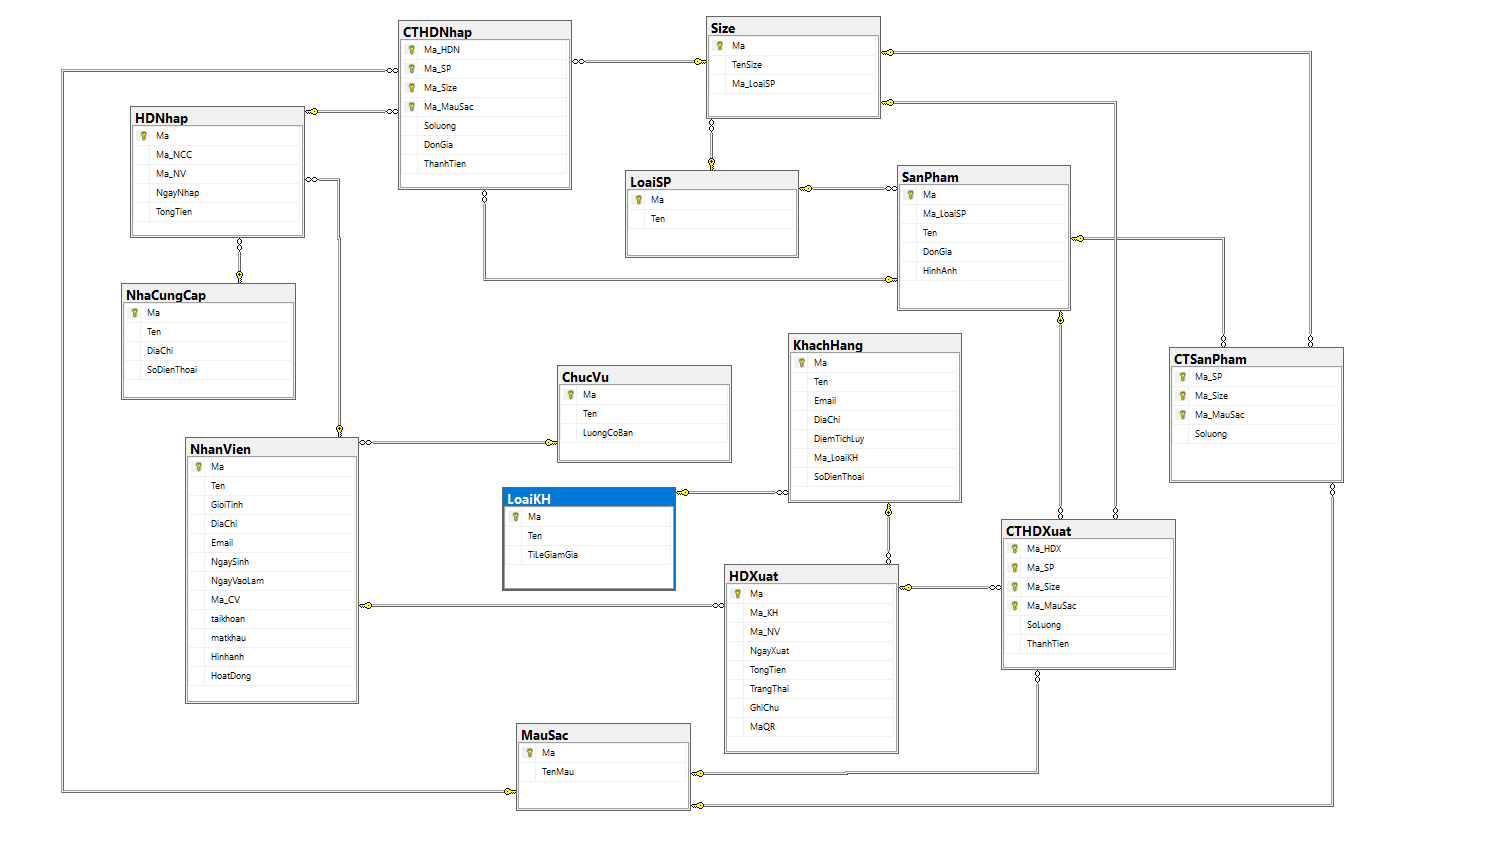 CTHDNhap
Ma_HDN
Ma_SP
Ma_Size
Ma_MauSac
Soluong
DonGia
ThanhTien
Size
Ma
TenSize
Ma_LoaiSP
HDNhap
Ma
Ma_NCC
Ma_NV
NgayNhap
TongTien
LoaiSP
Ma
Ten
SanPham
Ma
Ma_LoaiSP
Ten
DonGia
HinhAnh
NhaCungCap
Ma
Ten
DiaChi
SoDienThoai
KhachHang
Ma
Ten
Email
DiaChi
DiemTichLuy
Ma_LoaiKH
SoDienThoai
CTSanPham
Ma_SP
Ma_Size
Ma_MauSac
Soluong
ChucVu
Ma
Ten
LuongCoBan
NhanVien
Ma
Ten
GioiTinh
DiaChi
Email
NgaySinh
NgayVaoLam
Ma_CV
taikhoan
matkhau
Hinhanh
HoatDong
LoaiKH
Ma
Ten
TiLeGiamGia
HDXuat
Ma
Ma_KH
Ma_NV
NgayXuat
TongTien
TrangThai
GhiChu
MaQR
CTHDXuat
Ma_HDX
Ma_SP
Ma_Size
Ma_MauSac
SoLuong
ThanhTien
MauSac
Ma
TenMau